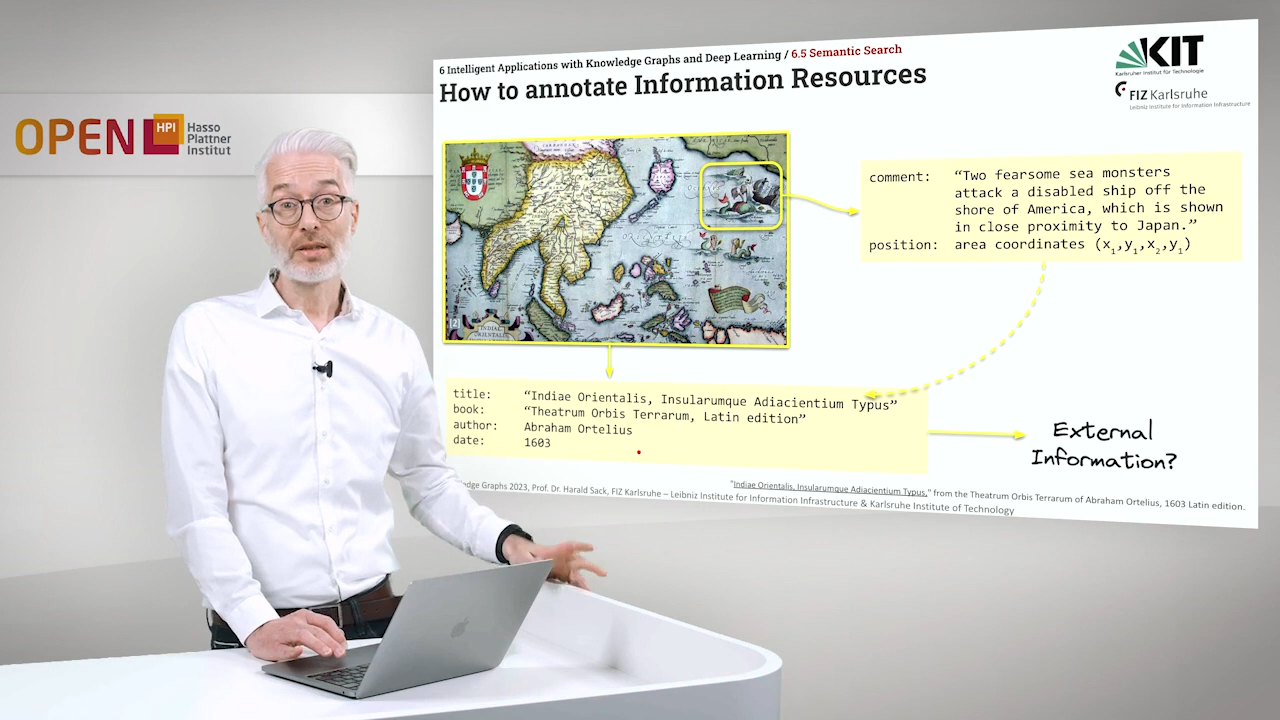 OPEN HPI Hasso
Plattner
Institut
6 Intelligent Applications with Knowledge Graphs and Deep Learning / 6.5 Semantic Search
How to annotate Information Resources
KIT
Karlsruher Institut für Technologie
FIZ Karlsruhe
Leibniz Institute for Information Infrastructure
[2]
INDIAE
ORIENTALIS
comment: “Two fearsome sea monsters
attack a disabled ship off the
shore of America, which is shown
in close proximity to Japan.”
position: area coordinates (x1,y1,x2,y1)
title: “Indiae Orientalis, Insularumque Adiacientium Typus”
book: “Theatrum Orbis Terrarum, Latin edition”
author: Abraham Ortelius
date: 1603
External
Information?
"Indiae Orientalis, Insularumque Adiacientium Typus," from the Theatrum Orbis Terrarum of Abraham Ortelius, 1603 Latin edition.
Graphs 2023, Prof. Dr. Harald Sack, FIZ Karlsruhe – Leibniz Institute for Information Infrastructure & Karlsruhe Institute of Technology